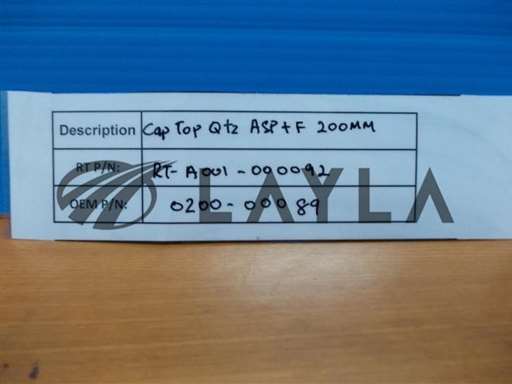 Description Cap Top Qtz ASP+F 200MM
RT P/N: RT-A001-000092
LAYLA
OEM P/N: 0200-00089